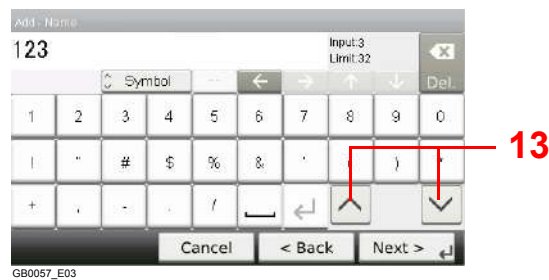 Add - Name
123
Input:3
Limit:32
Symbol
Del.
1 2 3 4 5 6 7 8 9 0
! " # $ % & ' ( ) *
+ , - . /
13
Cancel < Back Next >
GB0057_E03